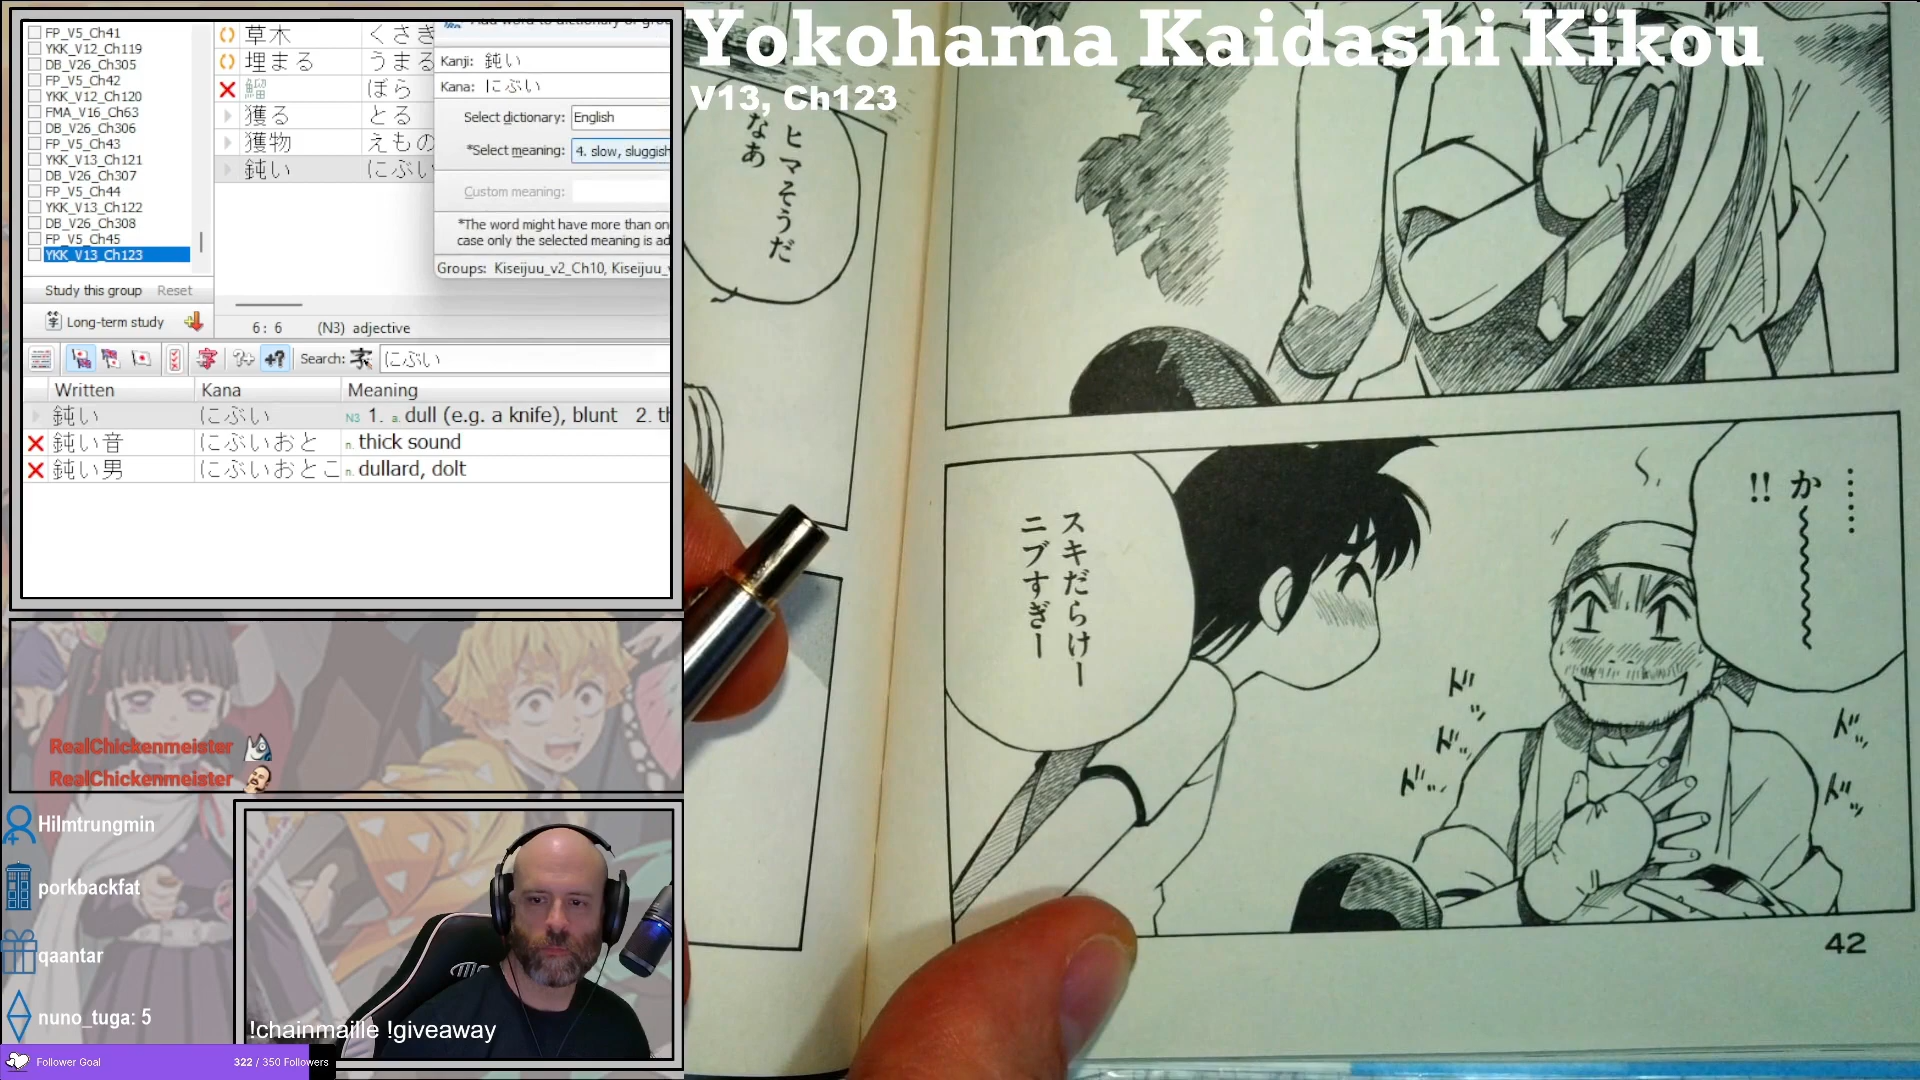 FP_V5_Ch41
YKK_V12_Ch119
DB_V26_Ch305
FP_V5_Ch42
YKK_V12_Ch120
FMA_V16_Ch63
DB_V26_Ch306
FP_V5_Ch43
YKK_V13_Ch121
DB_V26_Ch307
FP_V5_Ch44
YKK_V13_Ch122
DB_V26_Ch308
FP_V5_Ch45
YKK_V13_Ch123
Study this group Reset
Long-term study
草木 くさき
埋まる うまる
鯔 ぼら
獲る とる
獲物 えもの
鈍い にぶい
6: 6 (N3) adjective
Kanji: 鈍い
Kana: にぶい
Select dictionary: English
*Select meaning: 4. slow, sluggish
Custom meaning:
*The word might have more than on
case only the selected meaning is ad
Groups: Kiseijuu_v2_Ch10, Kiseijuu_
Search: にぶい
Written Kana Meaning
鈍い にぶい N3 1. a. dull (e.g. a knife), blunt 2. th
鈍い音 にぶいおと n. thick sound
鈍い男 にぶいおとこ n. dullard, dolt
RealChickenmeister
RealChickenmeister
Hilmtrungmin
porkbackfat
qaantar
nuno_tuga: 5
!chainmaille !giveaway
Follower Goal 322 / 350 Followers
Yokohama Kaidashi Kikou
V13, Ch123
……
か〜〜〜〜
!!
スキだらけー
ニブすぎー
ドドドドド
42
ヒマそうだ
なあ